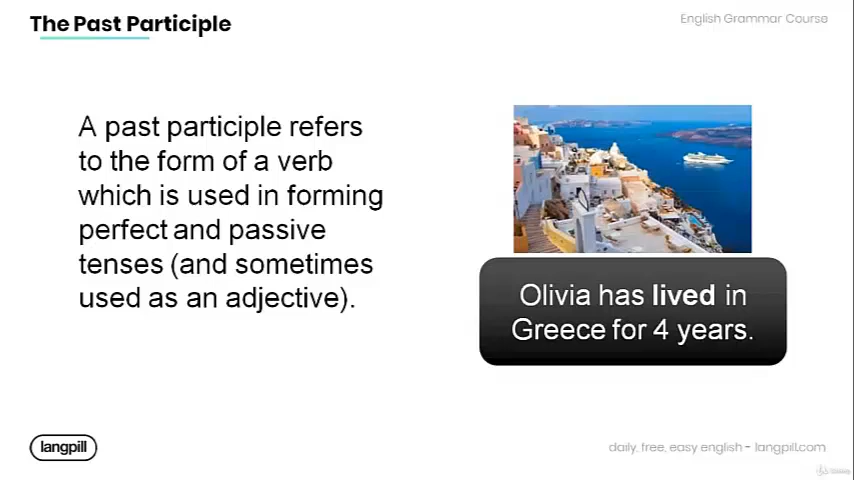 The Past Participle
English Grammar Course
A past participle refers
to the form of a verb
which is used in forming
perfect and passive
tenses (and sometimes
used as an adjective).
Olivia has lived in
Greece for 4 years.
langpill
daily, free, easy english - langpill.com